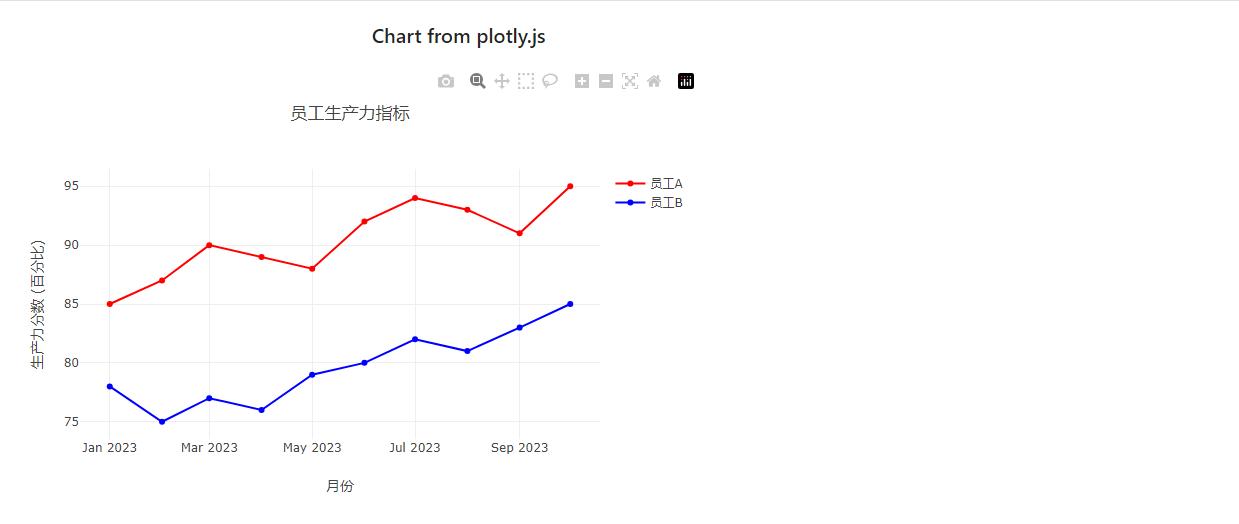 Chart from plotly.js
员工生产力指标
95
90
85
80
75
生产力分数 (百分比)
Jan 2023
Mar 2023
May 2023
Jul 2023
Sep 2023
月份
员工A
员工B